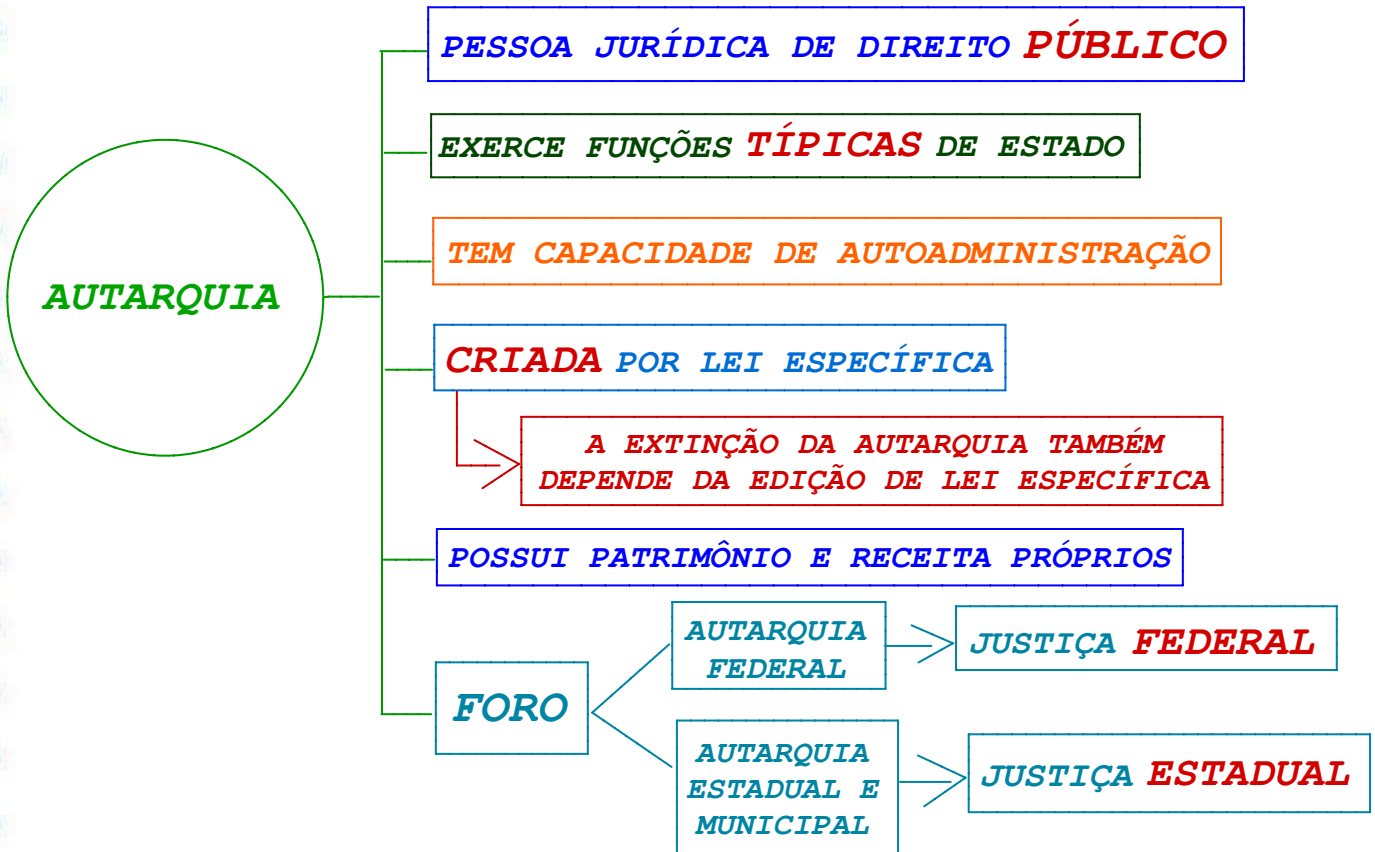 PESSOA JURÍDICA DE DIREITO PÚBLICO
EXERCE FUNÇÕES TÍPICAS DE ESTADO
TEM CAPACIDADE DE AUTOADMINISTRAÇÃO
AUTARQUIA
CRIADA POR LEI ESPECÍFICA
A EXTINÇÃO DA AUTARQUIA TAMBÉM
DEPENDE DA EDIÇÃO DE LEI ESPECÍFICA
POSSUI PATRIMÔNIO E RECEITA PRÓPRIOS
FORO
AUTARQUIA
FEDERAL
JUSTIÇA FEDERAL
AUTARQUIA
ESTADUAL E
MUNICIPAL
JUSTIÇA ESTADUAL